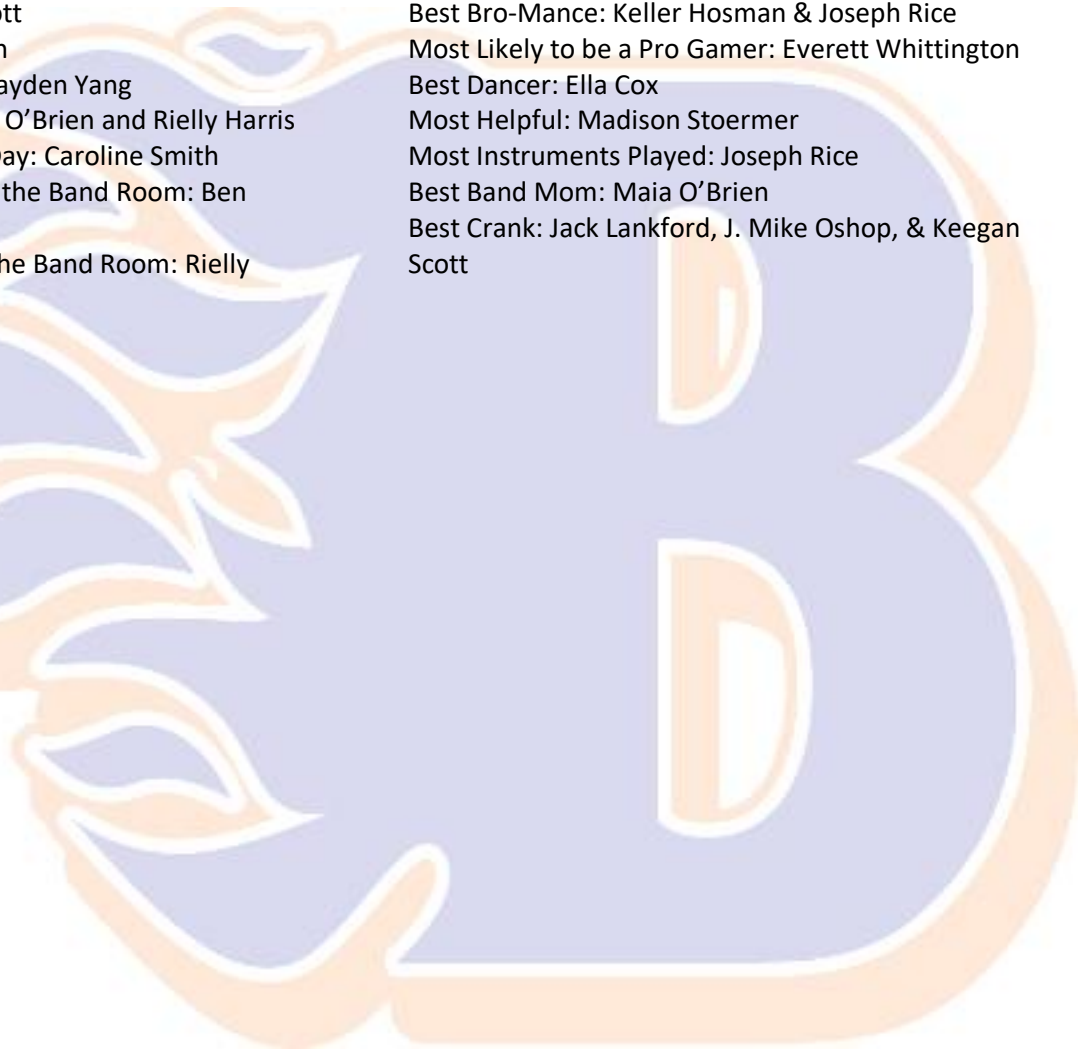 ott
n
ayden Yang
O'Brien and Rielly Harris
Day: Caroline Smith
the Band Room: Ben
he Band Room: Rielly
Best Bro-Mance: Keller Hosman & Joseph Rice
Most Likely to be a Pro Gamer: Everett Whittington
Best Dancer: Ella Cox
Most Helpful: Madison Stoermer
Most Instruments Played: Joseph Rice
Best Band Mom: Maia O'Brien
Best Crank: Jack Lankford, J. Mike Oshop, & Keegan
Scott
B